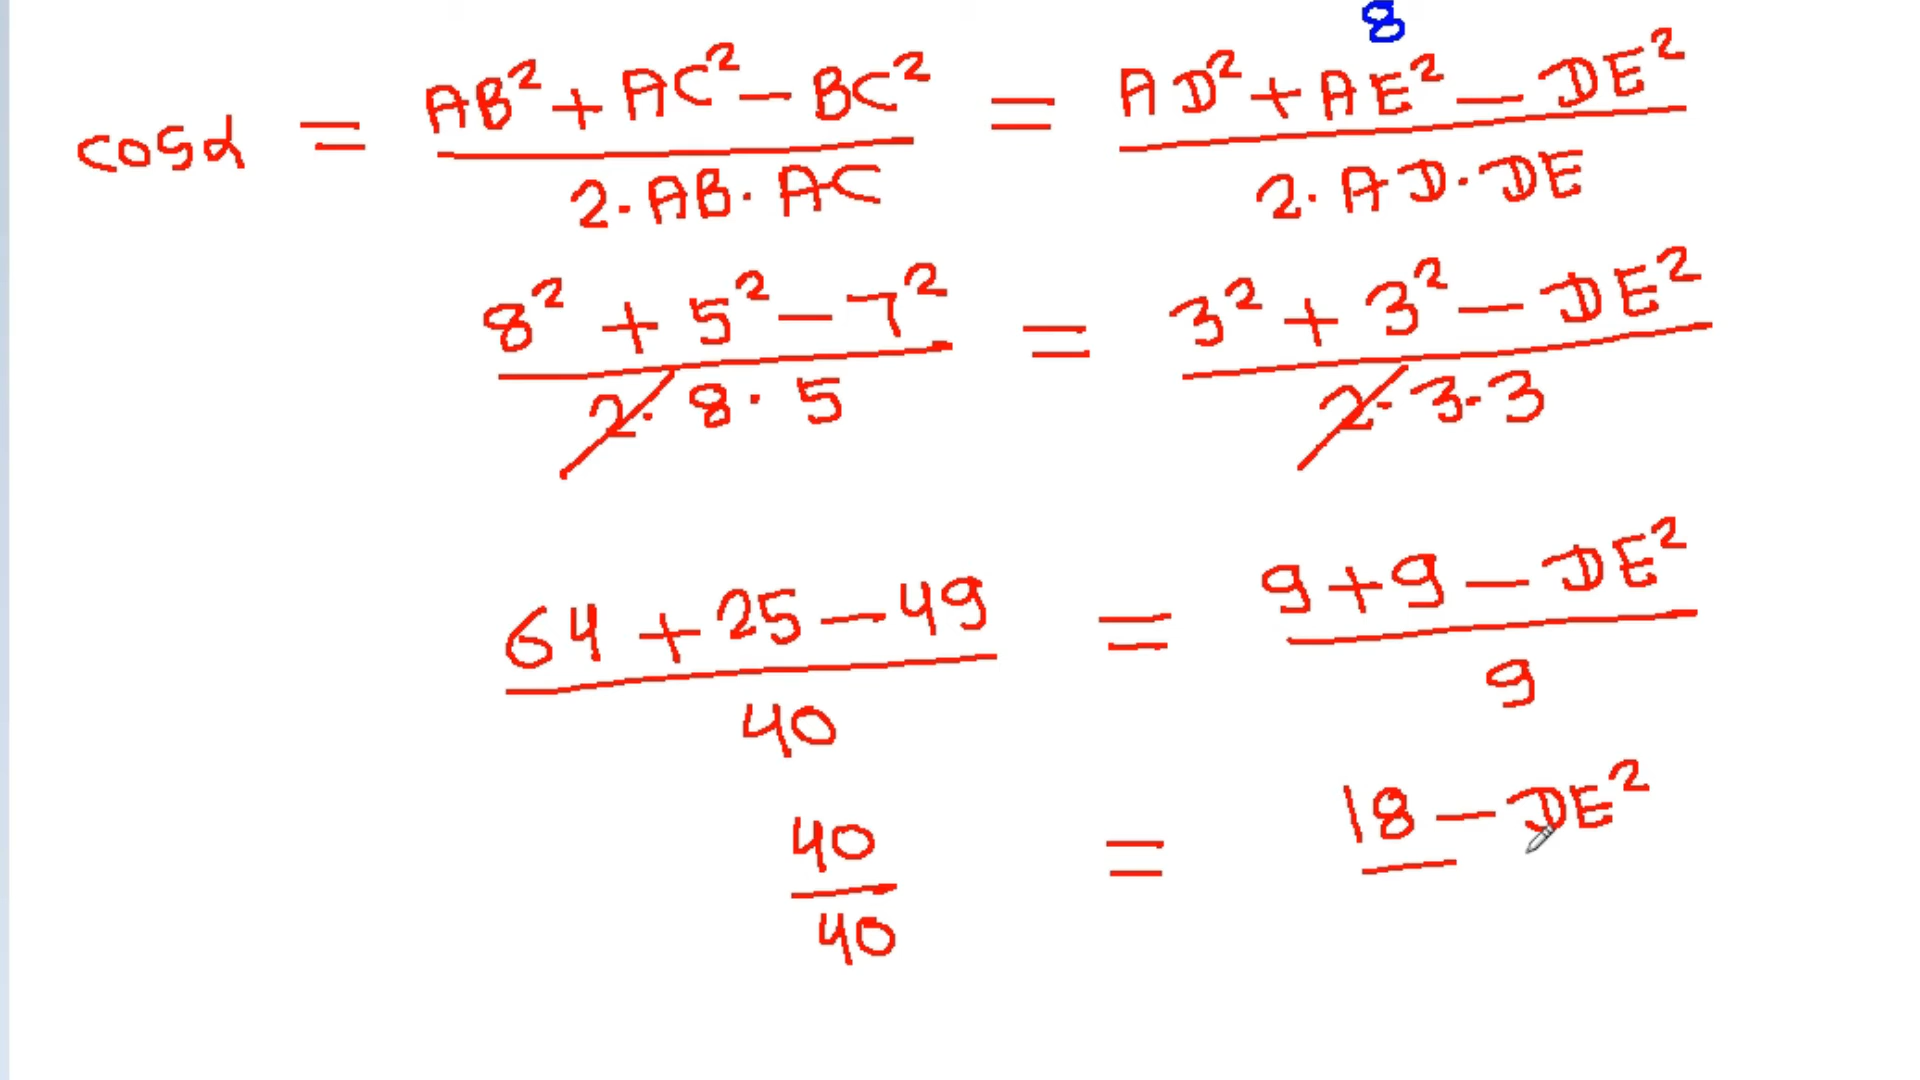 8
cosα = AB² + AC² - BC² / 2·AB·AC = AD² + AE² - DE² / 2·AD·DE
8² + 5² - 7² / 2·8·5 = 3² + 3² - DE² / 2·3·3
64 + 25 - 49 / 40 = 9 + 9 - DE² / 9
40 / 40 = 18 - DE²